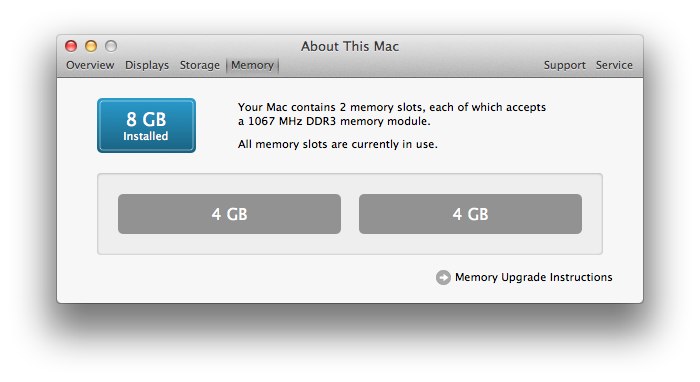 About This Mac
Overview Displays Storage Memory Support Service
8 GB
Installed
Your Mac contains 2 memory slots, each of which accepts
a 1067 MHz DDR3 memory module.
All memory slots are currently in use.
4 GB 4 GB
Memory Upgrade Instructions